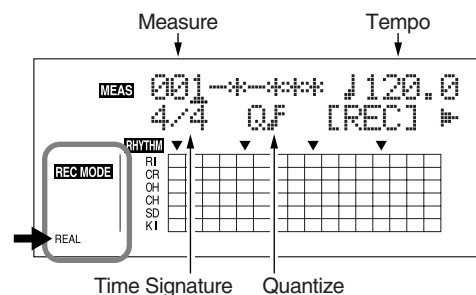 Measure Tempo
MEAS 001-–*-–*** ♩120.0
4/4 Q♪ [REC]
RHYTHM
RI
CR
REC MODE
OH
CH
SD
KI
REAL
Time Signature Quantize